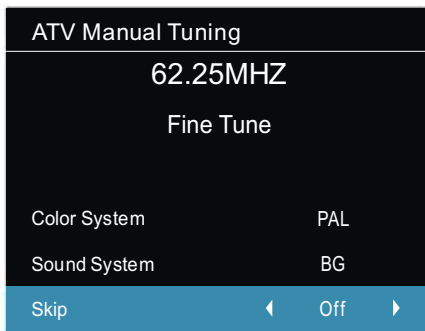 ATV Manual Tuning
62.25MHZ
Fine Tune
Color System PAL
Sound System BG
Skip Off